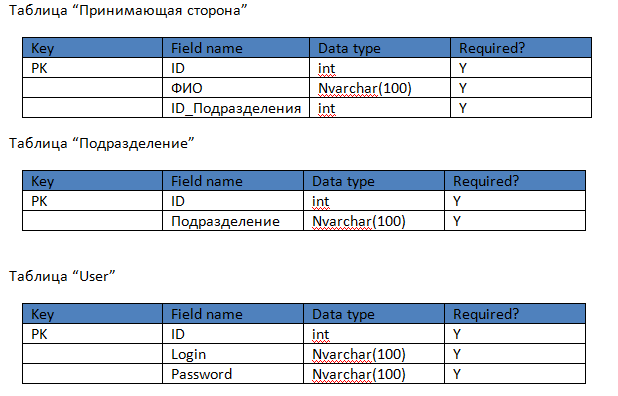 Таблица “Принимающая сторона”
Key Field name Data type Required?
PK ID int Y
ФИО Nvarchar(100) Y
ID_Подразделения int Y
Таблица “Подразделение”
Key Field name Data type Required?
PK ID int Y
Подразделение Nvarchar(100) Y
Таблица “User”
Key Field name Data type Required?
PK ID int Y
Login Nvarchar(100) Y
Password Nvarchar(100) Y